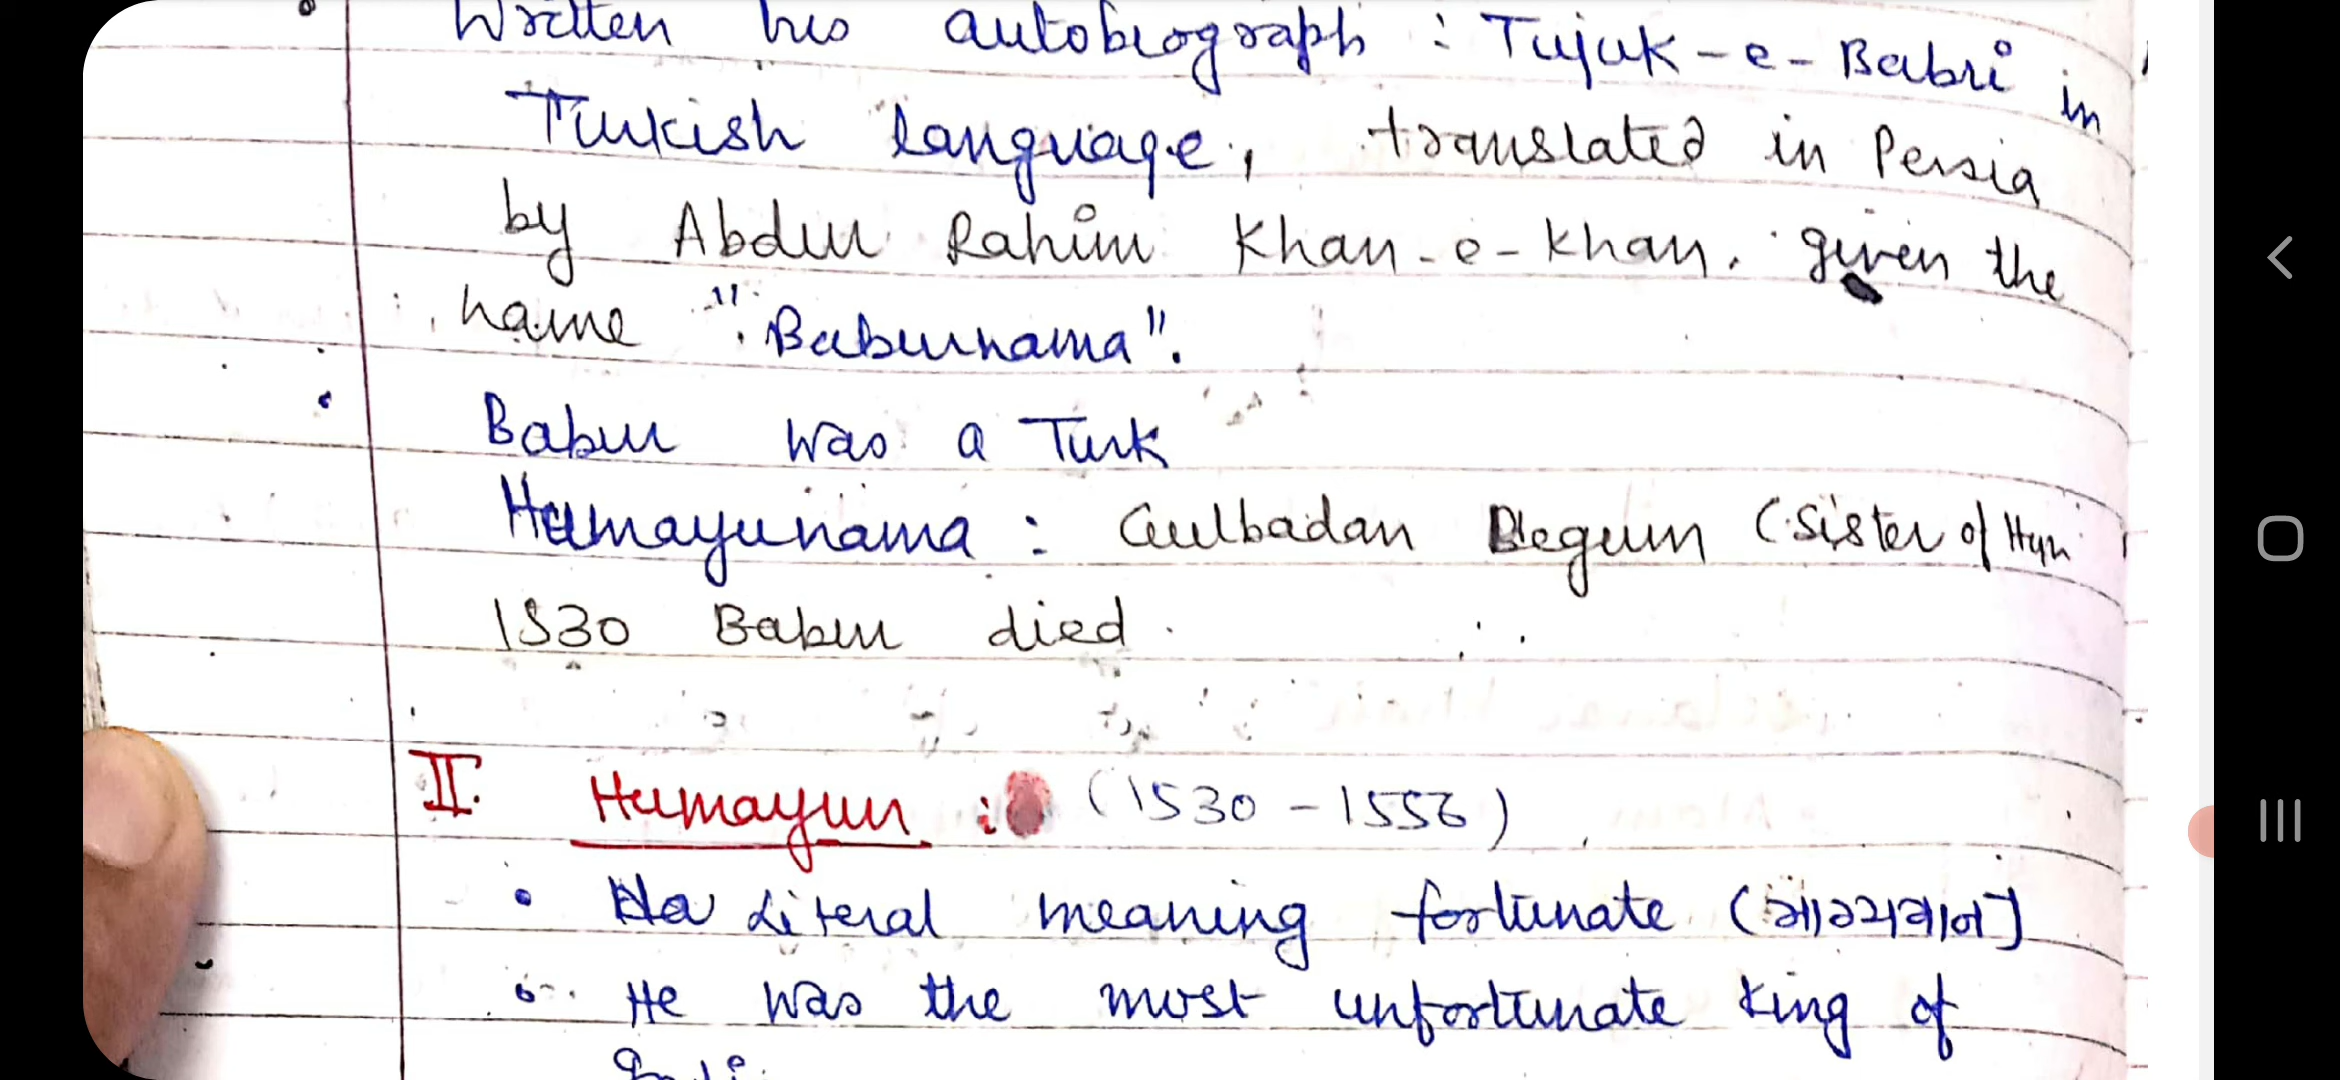 Written his autobiograph : Tujuk-e-Babri in
Turkish language, translated in Persia
by Abdur Rahim Khan-e-Khan. given the
name "Baburnama".
Babur was a Turk
Humayunama : Gulbadan Begum (Sister of Hyn
1530 Babur died.
II. Humayun : (1530 - 1556)
Literal meaning fortunate (भाग्यवान)
He was the most unfortunate king of